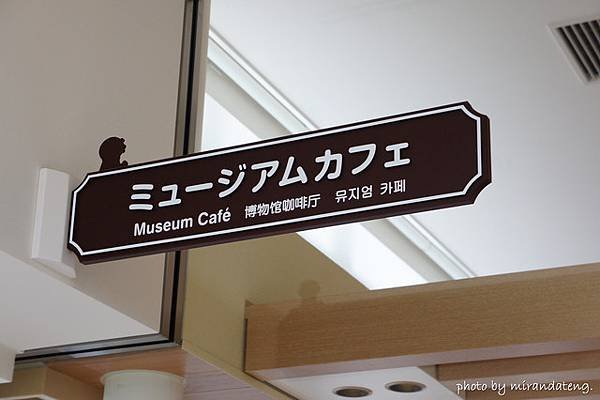 ミュージアムカフェ
Museum Café 博物馆咖啡厅 뮤지엄 카페
photo by mirandateng.